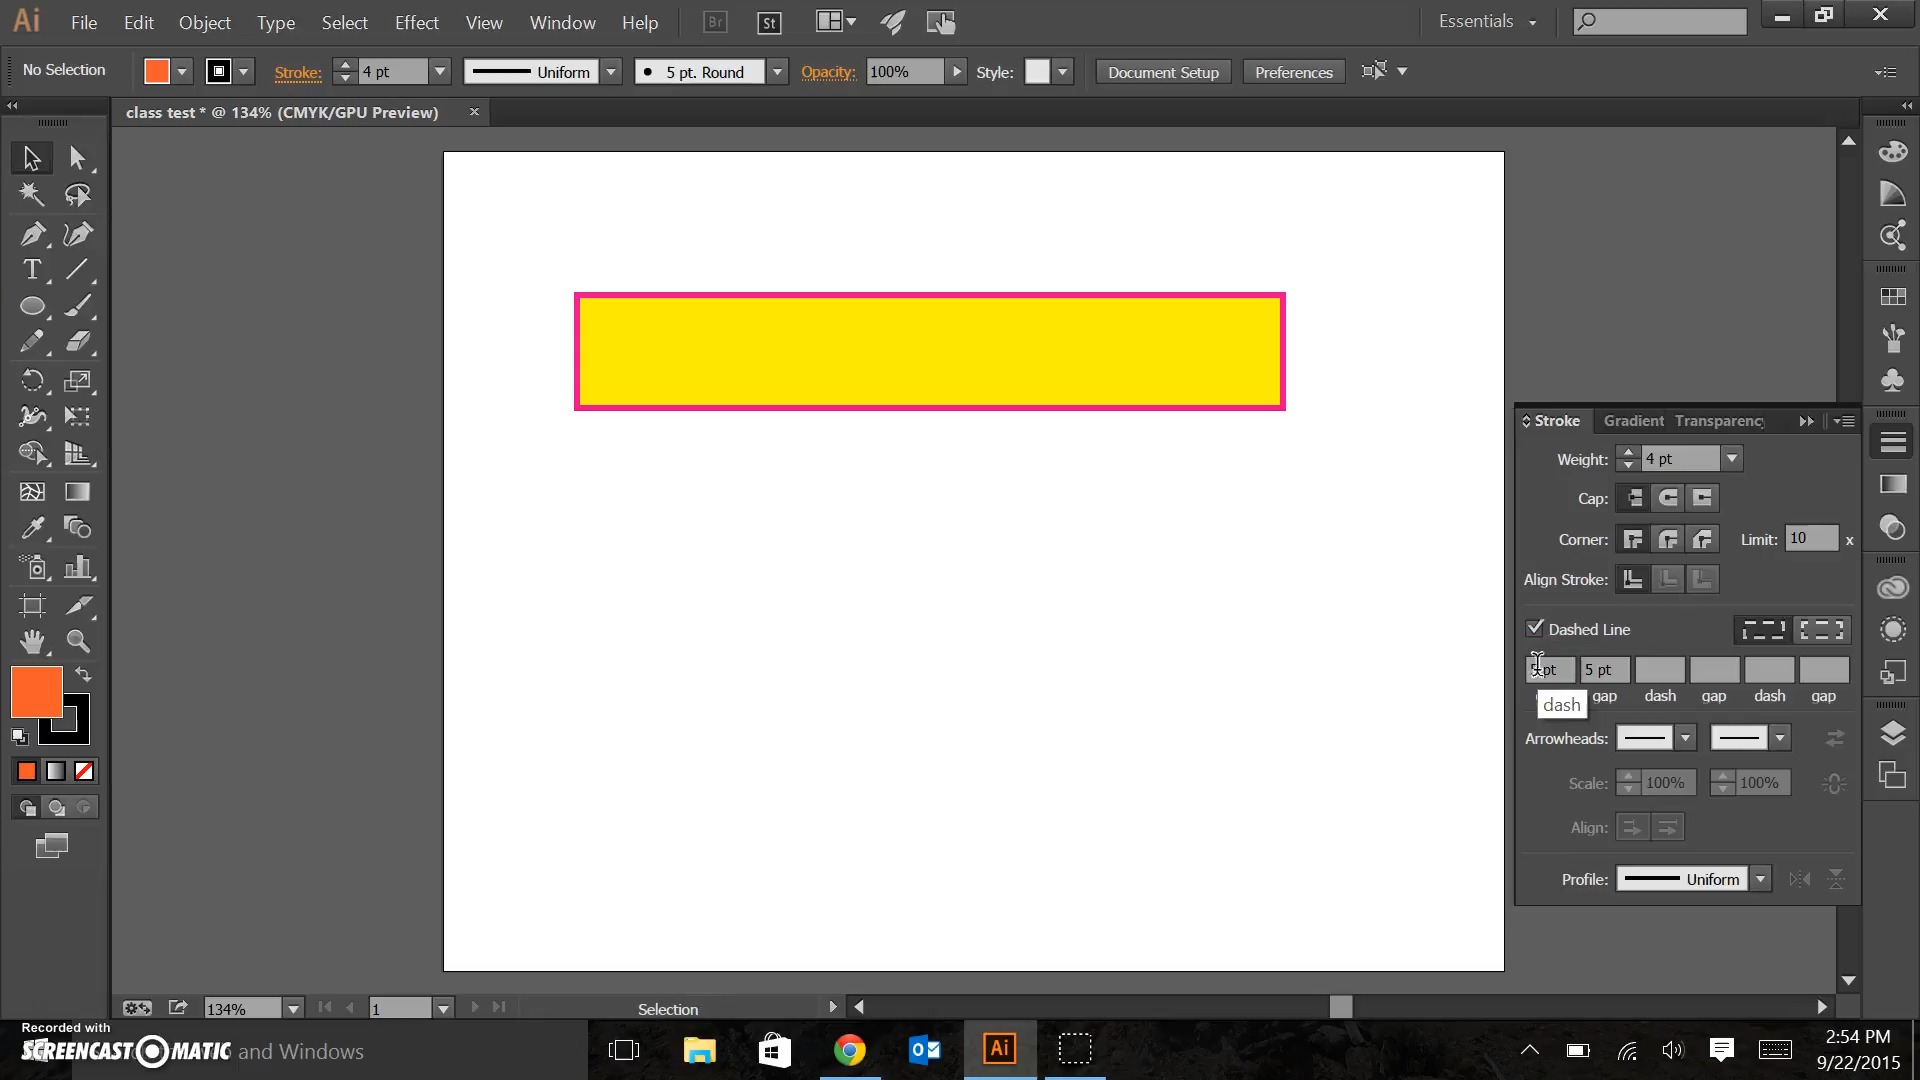 Ai File Edit Object Type Select Effect View Window Help Br St Essentials
No Selection Stroke: 4 pt Uniform 5 pt. Round Opacity: 100% Style: Document Setup Preferences
class test * @ 134% (CMYK/GPU Preview)
Stroke Gradient Transparency
Weight: 4 pt
Cap:
Corner: Limit: 10 x
Align Stroke:
Dashed Line
5 pt 5 pt
gap dash gap dash gap
dash
Arrowheads:
Scale: 100% 100%
Align:
Profile: Uniform
134% 1 Selection
Recorded with
SCREENCAST-O-MATIC and Windows
Ai
2:54 PM
9/22/2015